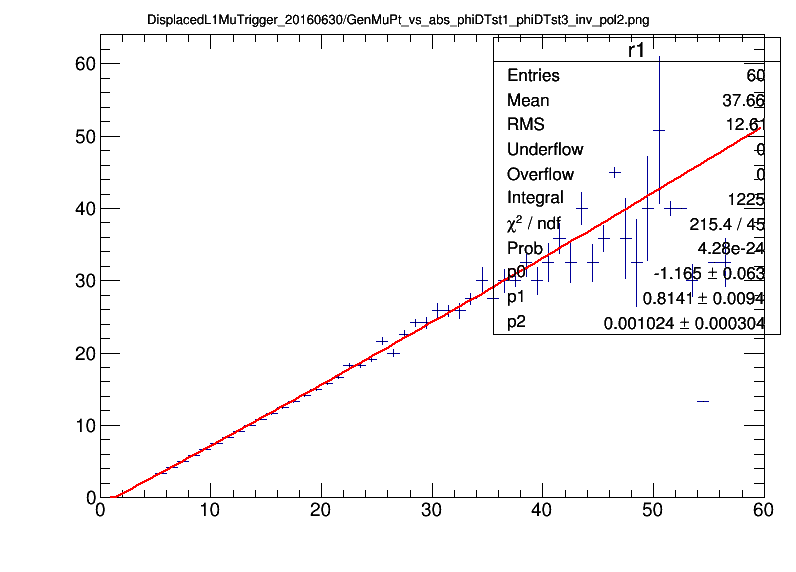 DisplacedL1MuTrigger_20160630/GenMuPt_vs_abs_phiDTst1_phiDTst3_inv_pol2.png
r1
Entries 60
Mean 37.66
RMS 12.61
Underflow 0
Overflow 0
Integral 1225
χ² / ndf 215.4 / 45
Prob 4.28e-24
p0 -1.165 ± 0.063
p1 0.8141 ± 0.0094
p2 0.001024 ± 0.000304
60
50
40
30
20
10
0
0 10 20 30 40 50 60